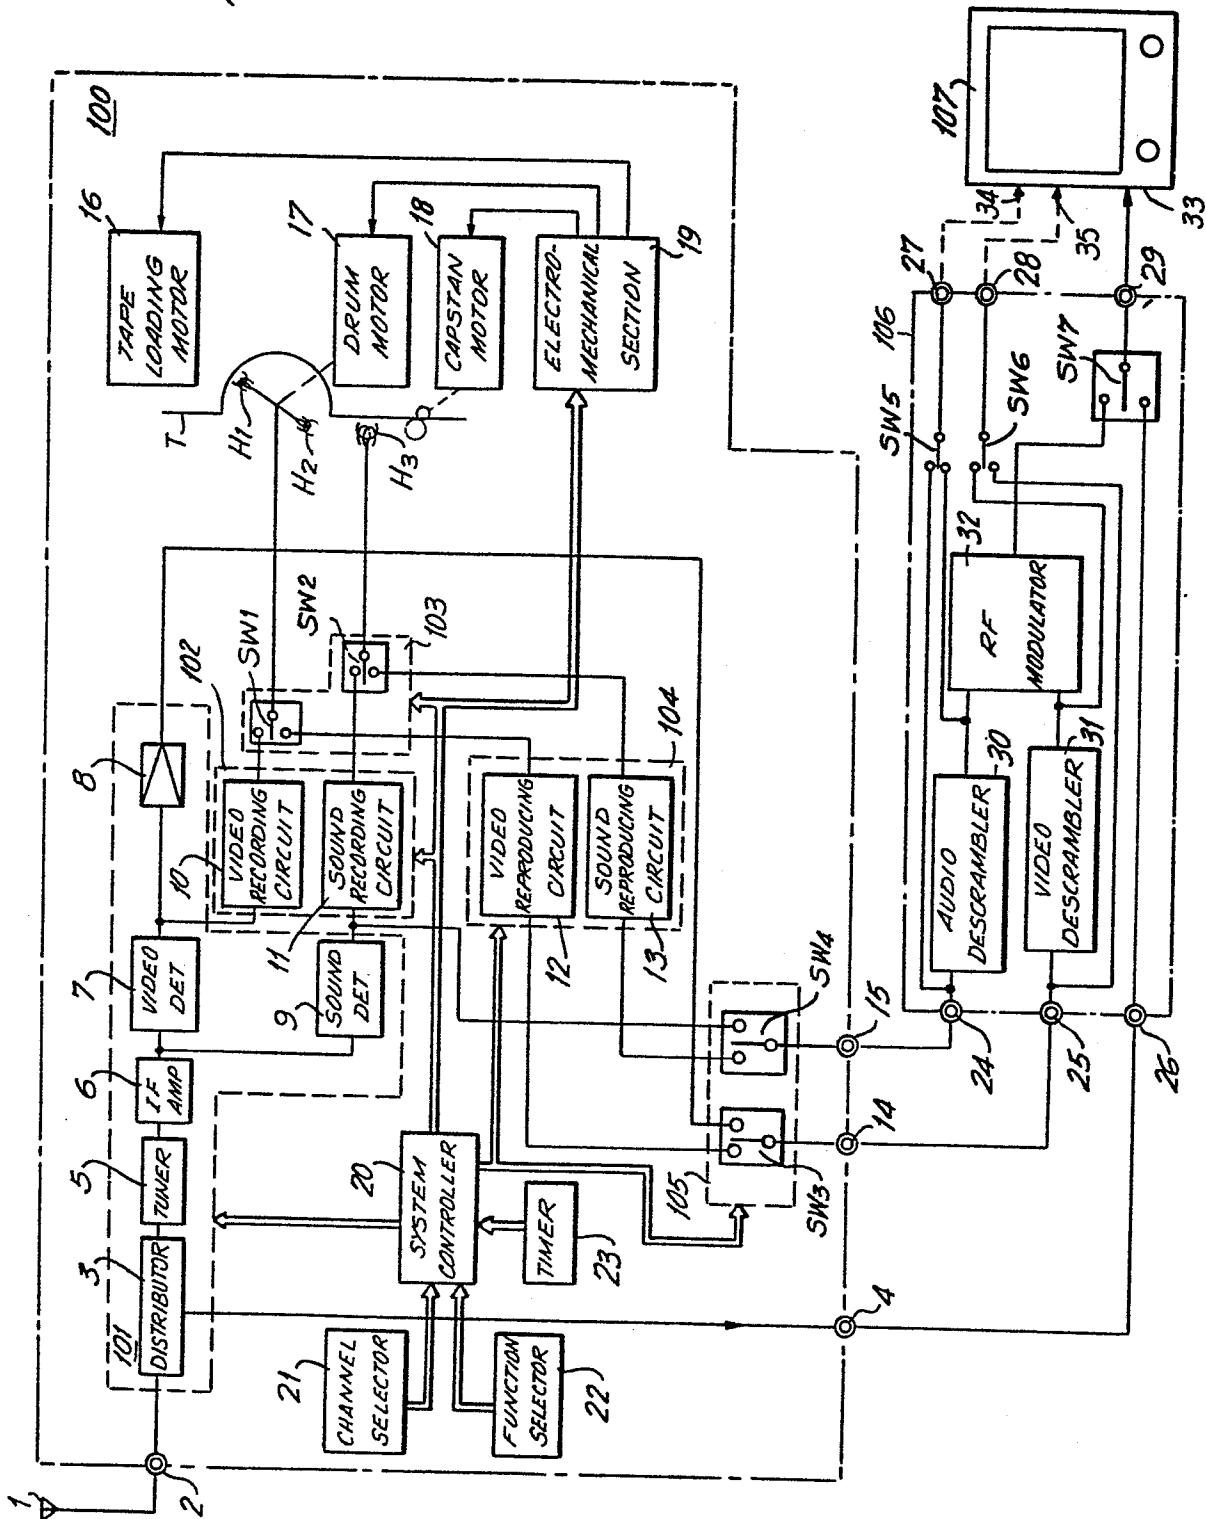 1
2
101
3
DISTRIBUTOR
5
TUNER
6
IF
AMP
7
VIDEO
DET
8
9
SOUND
DET
10
VIDEO
RECORDING
CIRCUIT
11
SOUND
RECORDING
CIRCUIT
102
SW1
SW2
103
T
H1
H2
H3
100
16
TAPE
LOADING
MOTOR
17
DRUM
MOTOR
18
CAPSTAN
MOTOR
ELECTRO-
MECHANICAL
SECTION
19
21
CHANNEL
SELECTOR
FUNCTION
SELECTOR
22
20
SYSTEM
CONTROLLER
TIMER
23
VIDEO
REPRODUCING
CIRCUIT
12
SOUND
REPRODUCING
CIRCUIT
13
104
105
SW3
SW4
4
14
15
24
25
26
AUDIO
DESCRAMBLER
30
VIDEO
DESCRAMBLER
31
RF
MODULATOR
32
SW5
SW6
SW7
106
27
28
29
34
35
33
107